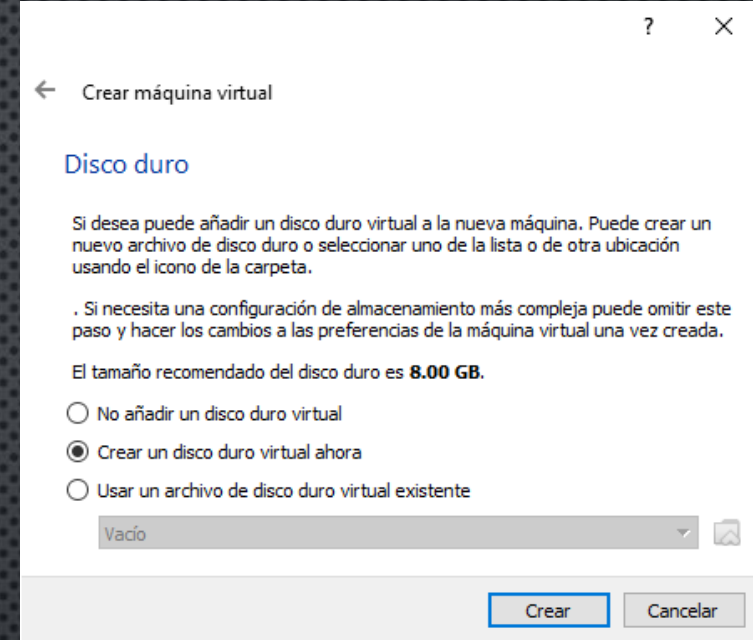 ?
Crear máquina virtual
Disco duro
Si desea puede añadir un disco duro virtual a la nueva máquina. Puede crear un
nuevo archivo de disco duro o seleccionar uno de la lista o de otra ubicación
usando el icono de la carpeta.
. Si necesita una configuración de almacenamiento más compleja puede omitir este
paso y hacer los cambios a las preferencias de la máquina virtual una vez creada.
El tamaño recomendado del disco duro es 8.00 GB.
No añadir un disco duro virtual
Crear un disco duro virtual ahora
Usar un archivo de disco duro virtual existente
Vacío
Crear Cancelar